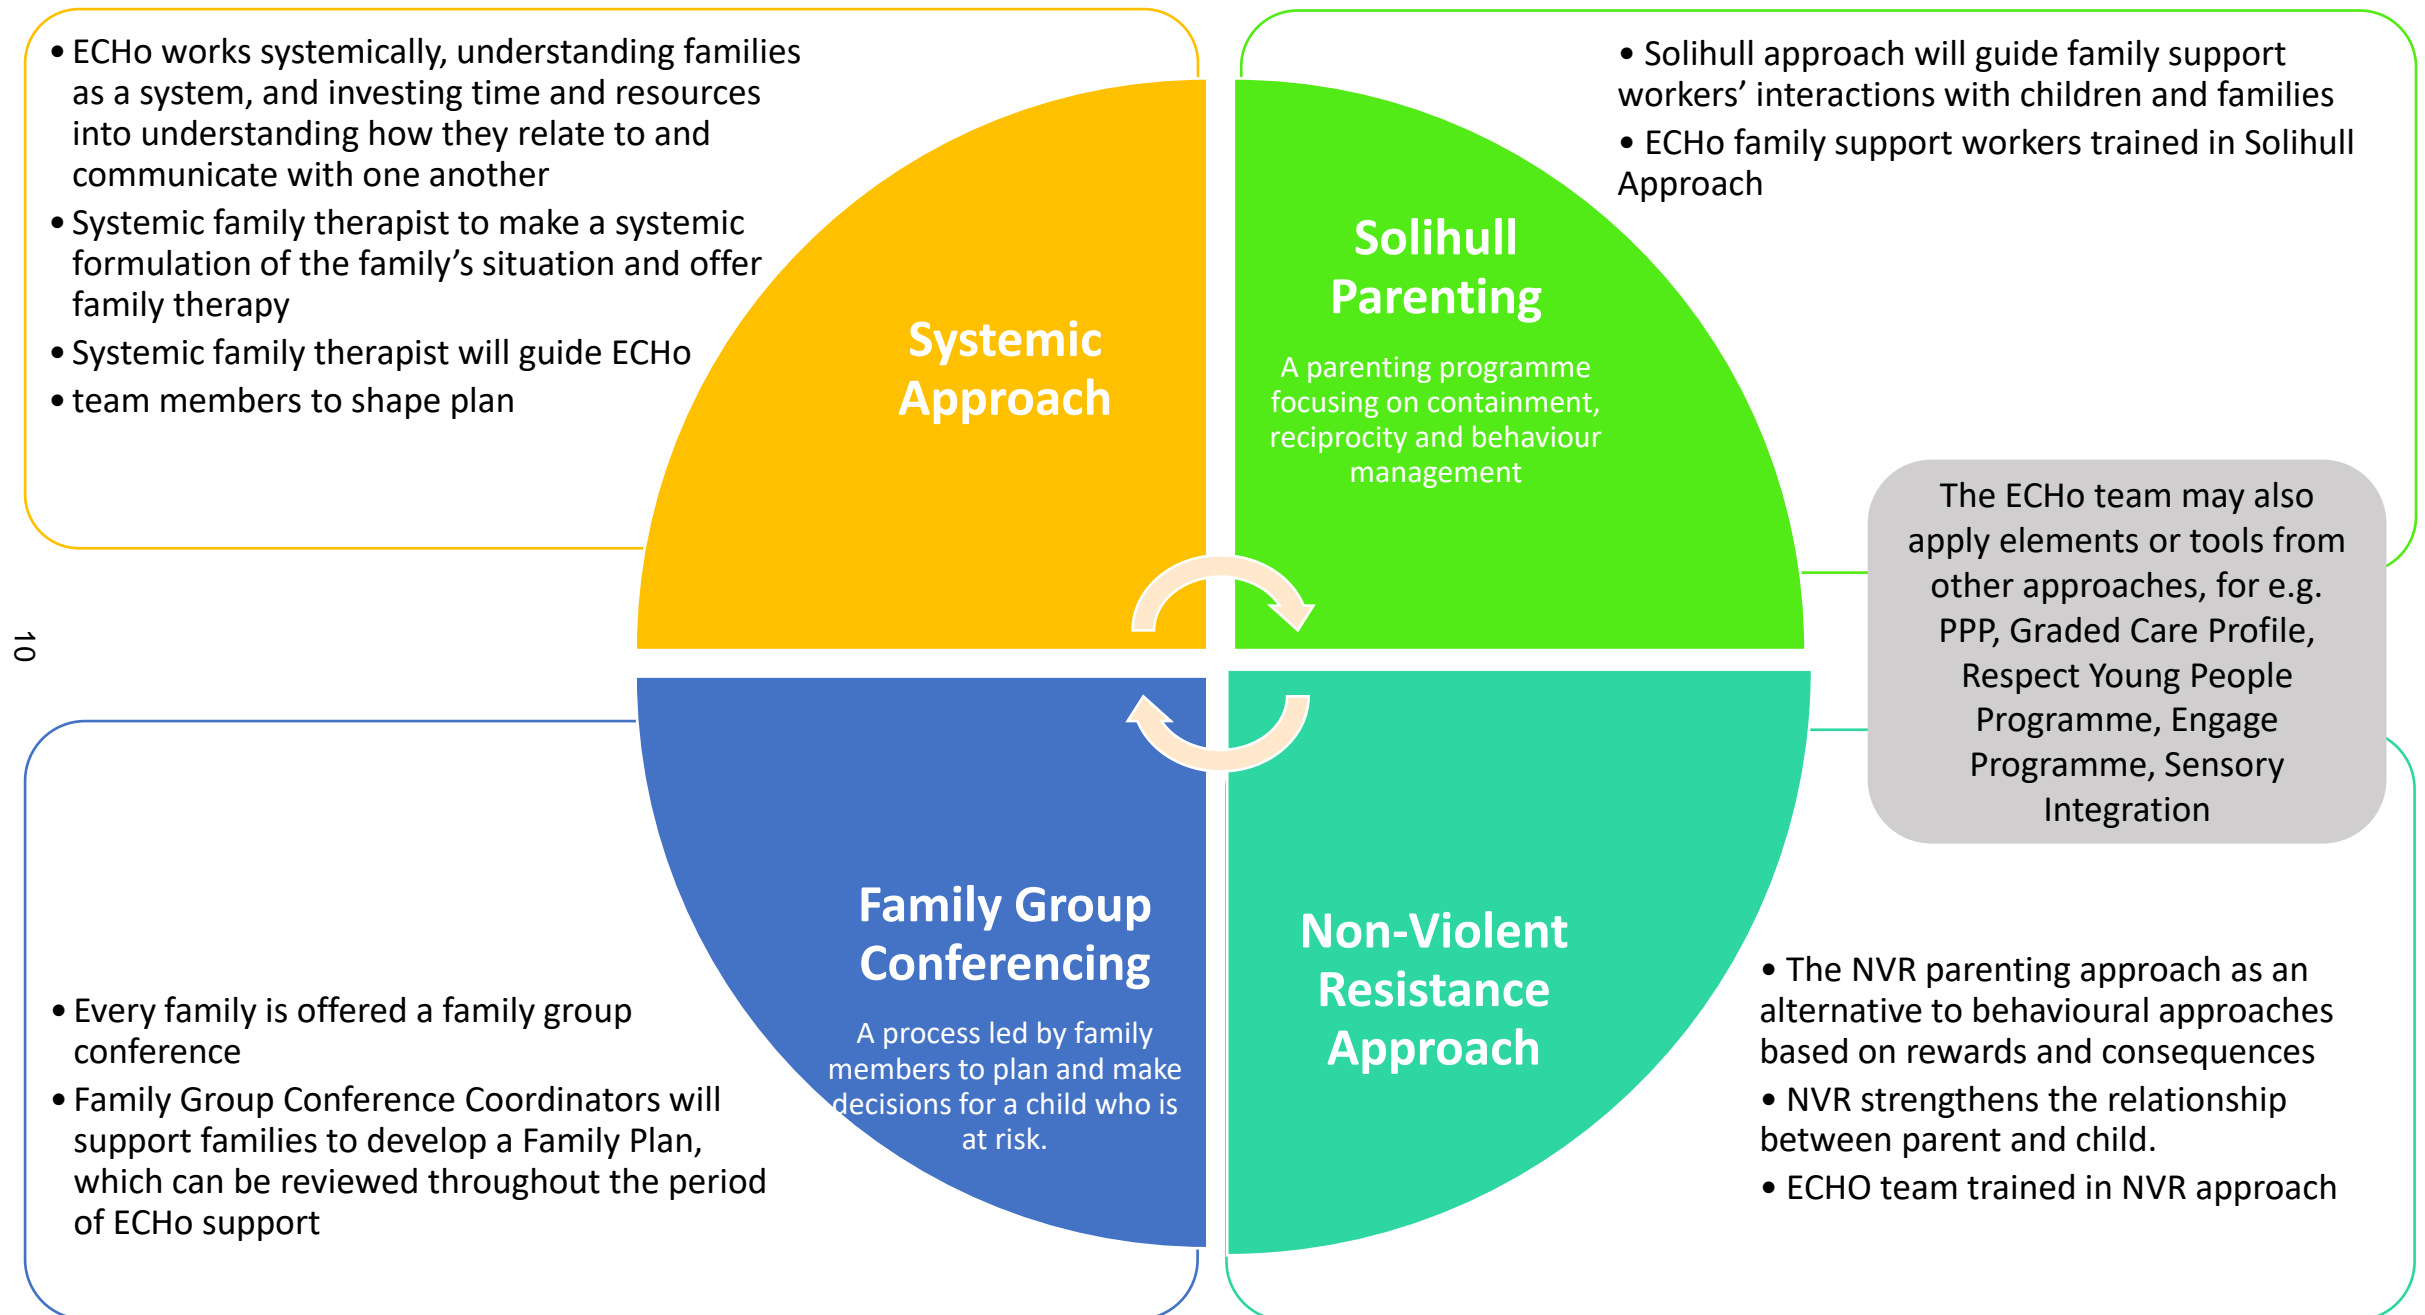 • ECHo works systemically, understanding families
as a system, and investing time and resources
into understanding how they relate to and
communicate with one another
• Systemic family therapist to make a systemic
formulation of the family’s situation and offer
family therapy
• Systemic family therapist will guide ECHo
• team members to shape plan
Systemic
Approach
• Solihull approach will guide family support
workers’ interactions with children and families
• ECHo family support workers trained in Solihull
Approach
Solihull
Parenting
A parenting programme
focusing on containment,
reciprocity and behaviour
management
The ECHo team may also
apply elements or tools from
other approaches, for e.g.
PPP, Graded Care Profile,
Respect Young People
Programme, Engage
Programme, Sensory
Integration
10
Family Group
Conferencing
A process led by family
members to plan and make
decisions for a child who is
at risk.
• Every family is offered a family group
conference
• Family Group Conference Coordinators will
support families to develop a Family Plan,
which can be reviewed throughout the period
of ECHo support
Non-Violent
Resistance
Approach
• The NVR parenting approach as an
alternative to behavioural approaches
based on rewards and consequences
• NVR strengthens the relationship
between parent and child.
• ECHO team trained in NVR approach